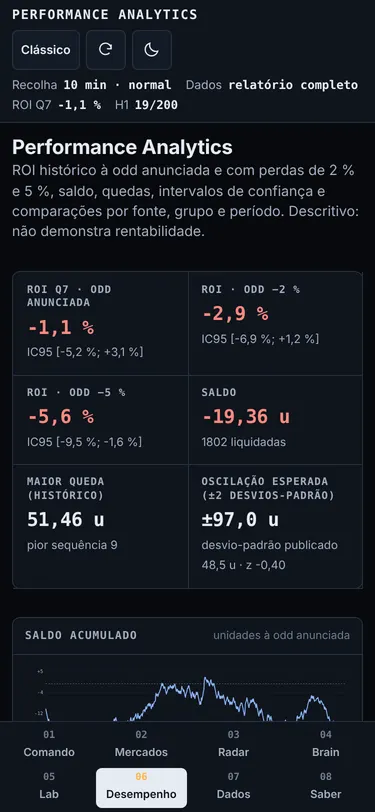 PERFORMANCE ANALYTICS
Clássico
Recolha 10 min · normal Dados relatório completo
ROI Q7 -1,1 % H1 19/200
Performance Analytics
ROI histórico à odd anunciada e com perdas de 2 %
e 5 %, saldo, quedas, intervalos de confiança e
comparações por fonte, grupo e período. Descritivo:
não demonstra rentabilidade.
ROI Q7 · ODD
ANUNCIADA
-1,1 %
IC95 [-5,2 %; +3,1 %]
ROI · ODD −2 %
-2,9 %
IC95 [-6,9 %; +1,2 %]
ROI · ODD −5 %
-5,6 %
IC95 [-9,5 %; -1,6 %]
SALDO
-19,36 u
1802 liquidadas
MAIOR QUEDA
(HISTÓRICO)
51,46 u
pior sequência 9
OSCILAÇÃO ESPERADA
(±2 DESVIOS-PADRÃO)
±97,0 u
desvio-padrão publicado
48,5 u · z -0,40
SALDO ACUMULADO
unidades à odd anunciada
+5
-4
-12
01
Comando
02
Mercados
03
Radar
04
Brain
05
Lab
06
Desempenho
07
Dados
08
Saber